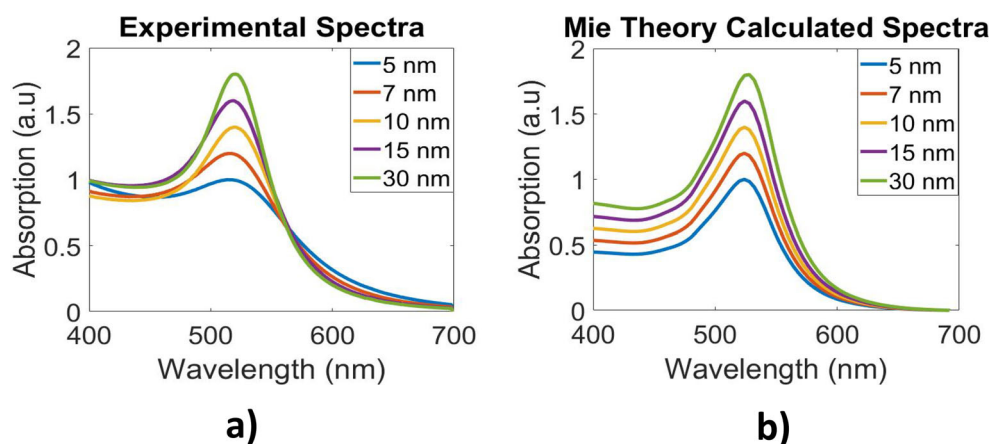 Experimental Spectra
Absorption (a.u)
2
1.5
1
0.5
0
400 500 600 700
Wavelength (nm)
5 nm
7 nm
10 nm
15 nm
30 nm
a)
Mie Theory Calculated Spectra
Absorption (a.u)
2
1.5
1
0.5
0
400 500 600 700
Wavelength (nm)
5 nm
7 nm
10 nm
15 nm
30 nm
b)